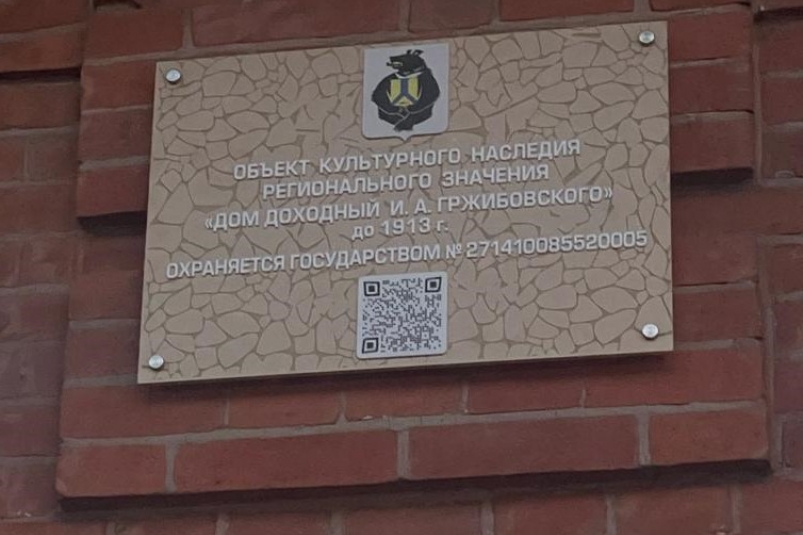 ОБЪЕКТ КУЛЬТУРНОГО НАСЛЕДИЯ
РЕГИОНАЛЬНОГО ЗНАЧЕНИЯ
«ДОМ ДОХОДНЫЙ И. А. ГРЖИБОВСКОГО»
до 1913 г.
ОХРАНЯЕТСЯ ГОСУДАРСТВОМ № 271410085520005